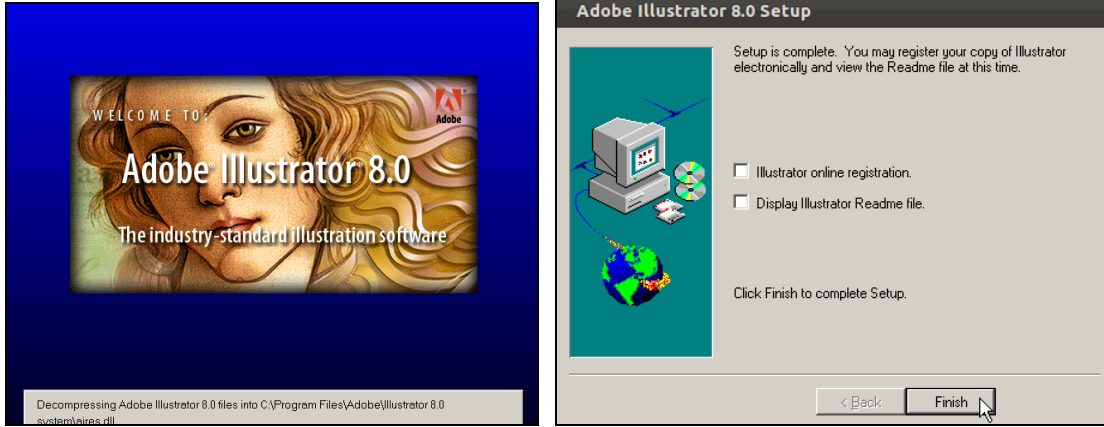 WELCOME TO:
Adobe
Adobe Illustrator 8.0
The industry-standard illustration software
Decompressing Adobe Illustrator 8.0 files into C:\Program Files\Adobe\Illustrator 8.0
system\aires.dll
Adobe Illustrator 8.0 Setup
Setup is complete. You may register your copy of Illustrator
electronically and view the Readme file at this time.
Illustrator online registration.
Display Illustrator Readme file.
Click Finish to complete Setup.
< Back
Finish